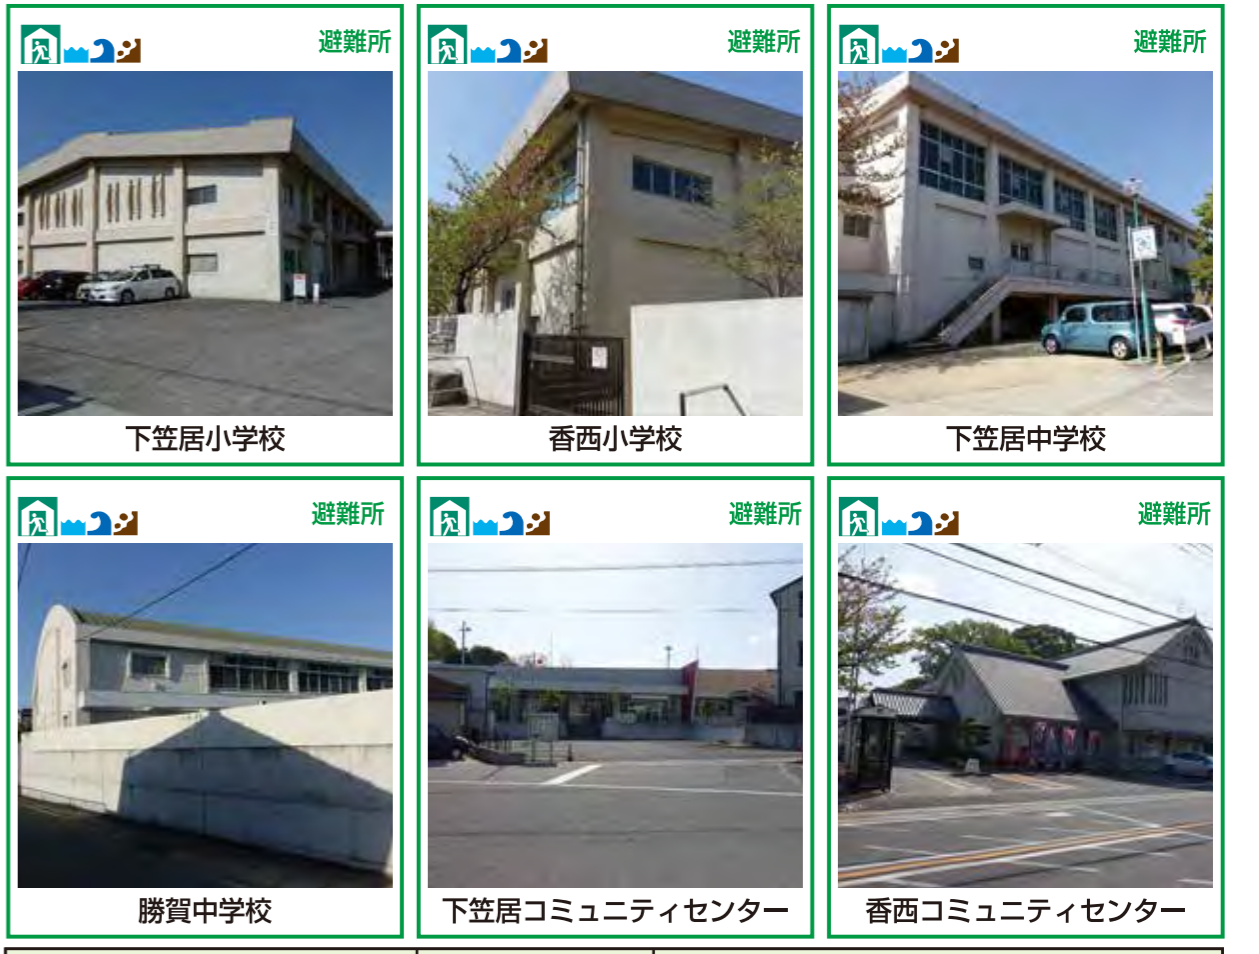 避難所
避難所
避難所
下笠居小学校
香西小学校
下笠居中学校
避難所
避難所
避難所
勝賀中学校
下笠居コミュニティセンター
香西コミュニティセンター